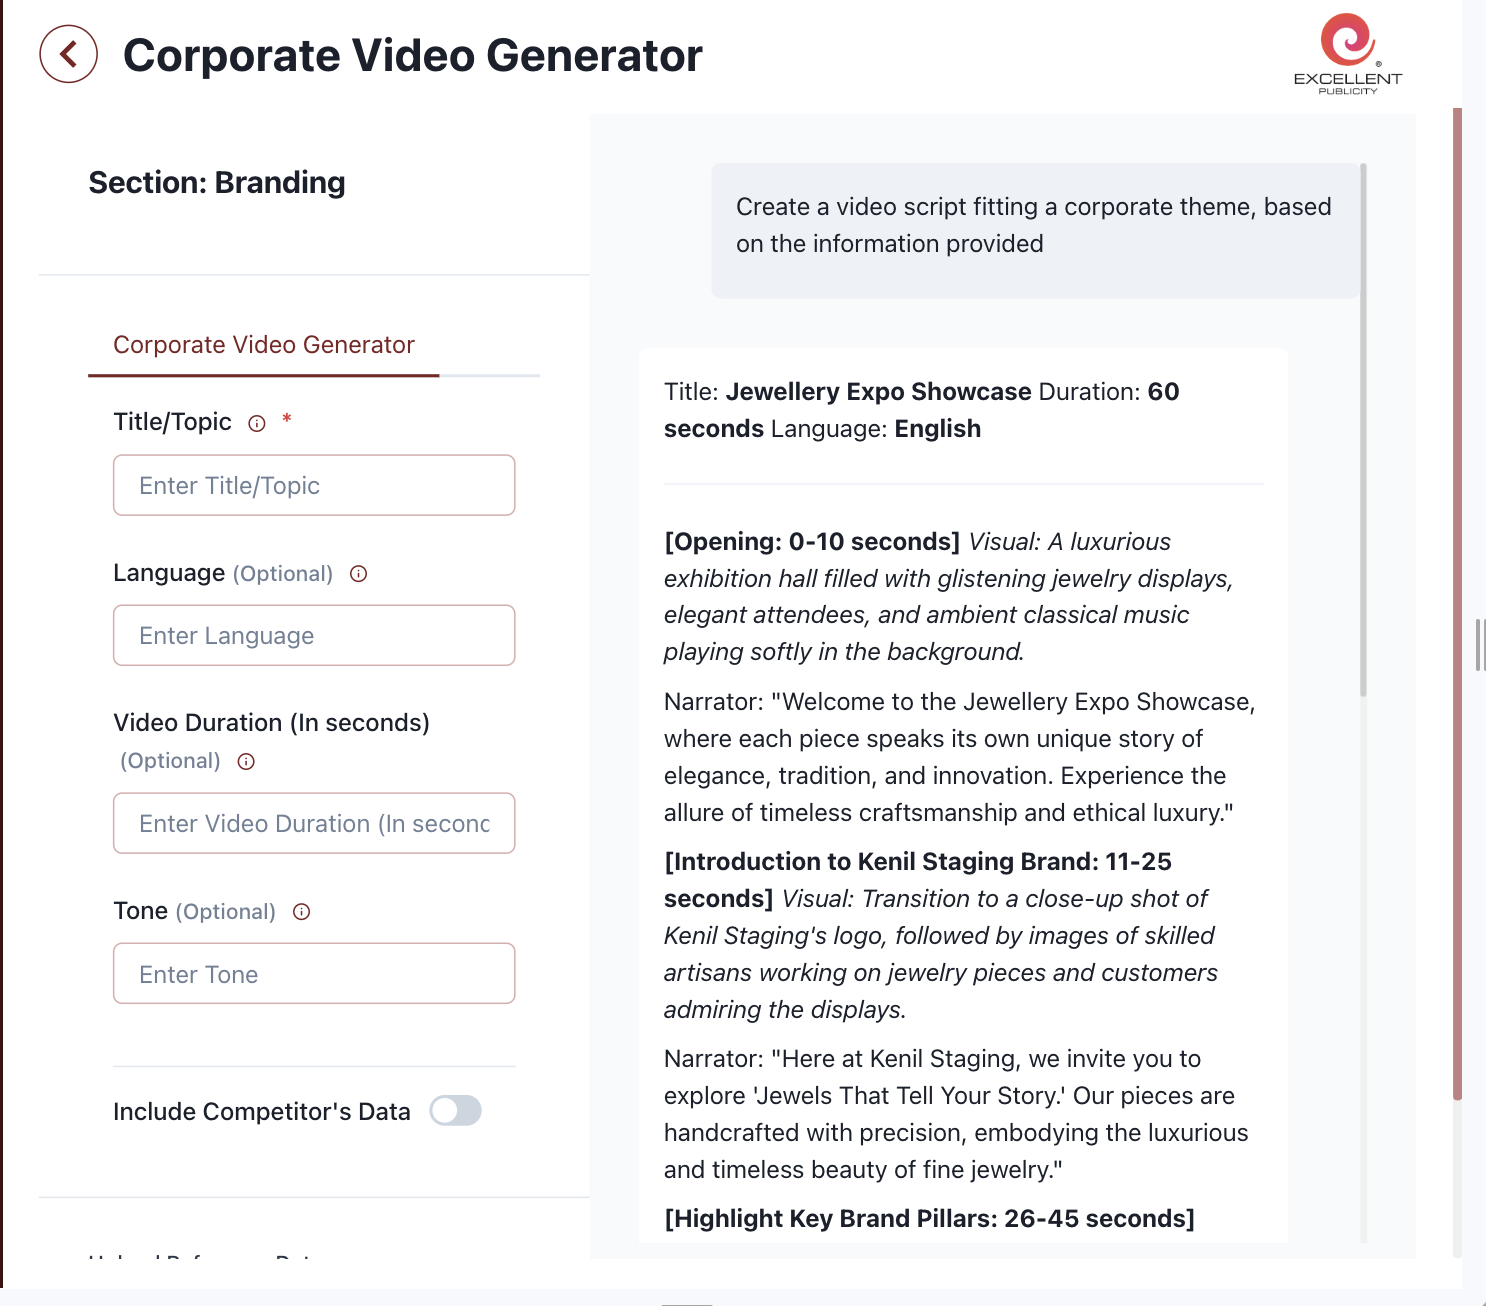 Corporate Video Generator
EXCELLENT
PUBLICITY
Section: Branding
Corporate Video Generator
Title/Topic *
Enter Title/Topic
Language (Optional)
Enter Language
Video Duration (In seconds)
(Optional)
Enter Video Duration (In secon
Tone (Optional)
Enter Tone
Include Competitor's Data
Create a video script fitting a corporate theme, based
on the information provided
Title: Jewellery Expo Showcase Duration: 60
seconds Language: English
[Opening: 0-10 seconds] Visual: A luxurious
exhibition hall filled with glistening jewelry displays,
elegant attendees, and ambient classical music
playing softly in the background.
Narrator: "Welcome to the Jewellery Expo Showcase,
where each piece speaks its own unique story of
elegance, tradition, and innovation. Experience the
allure of timeless craftsmanship and ethical luxury."
[Introduction to Kenil Staging Brand: 11-25
seconds] Visual: Transition to a close-up shot of
Kenil Staging's logo, followed by images of skilled
artisans working on jewelry pieces and customers
admiring the displays.
Narrator: "Here at Kenil Staging, we invite you to
explore 'Jewels That Tell Your Story.' Our pieces are
handcrafted with precision, embodying the luxurious
and timeless beauty of fine jewelry."
[Highlight Key Brand Pillars: 26-45 seconds]